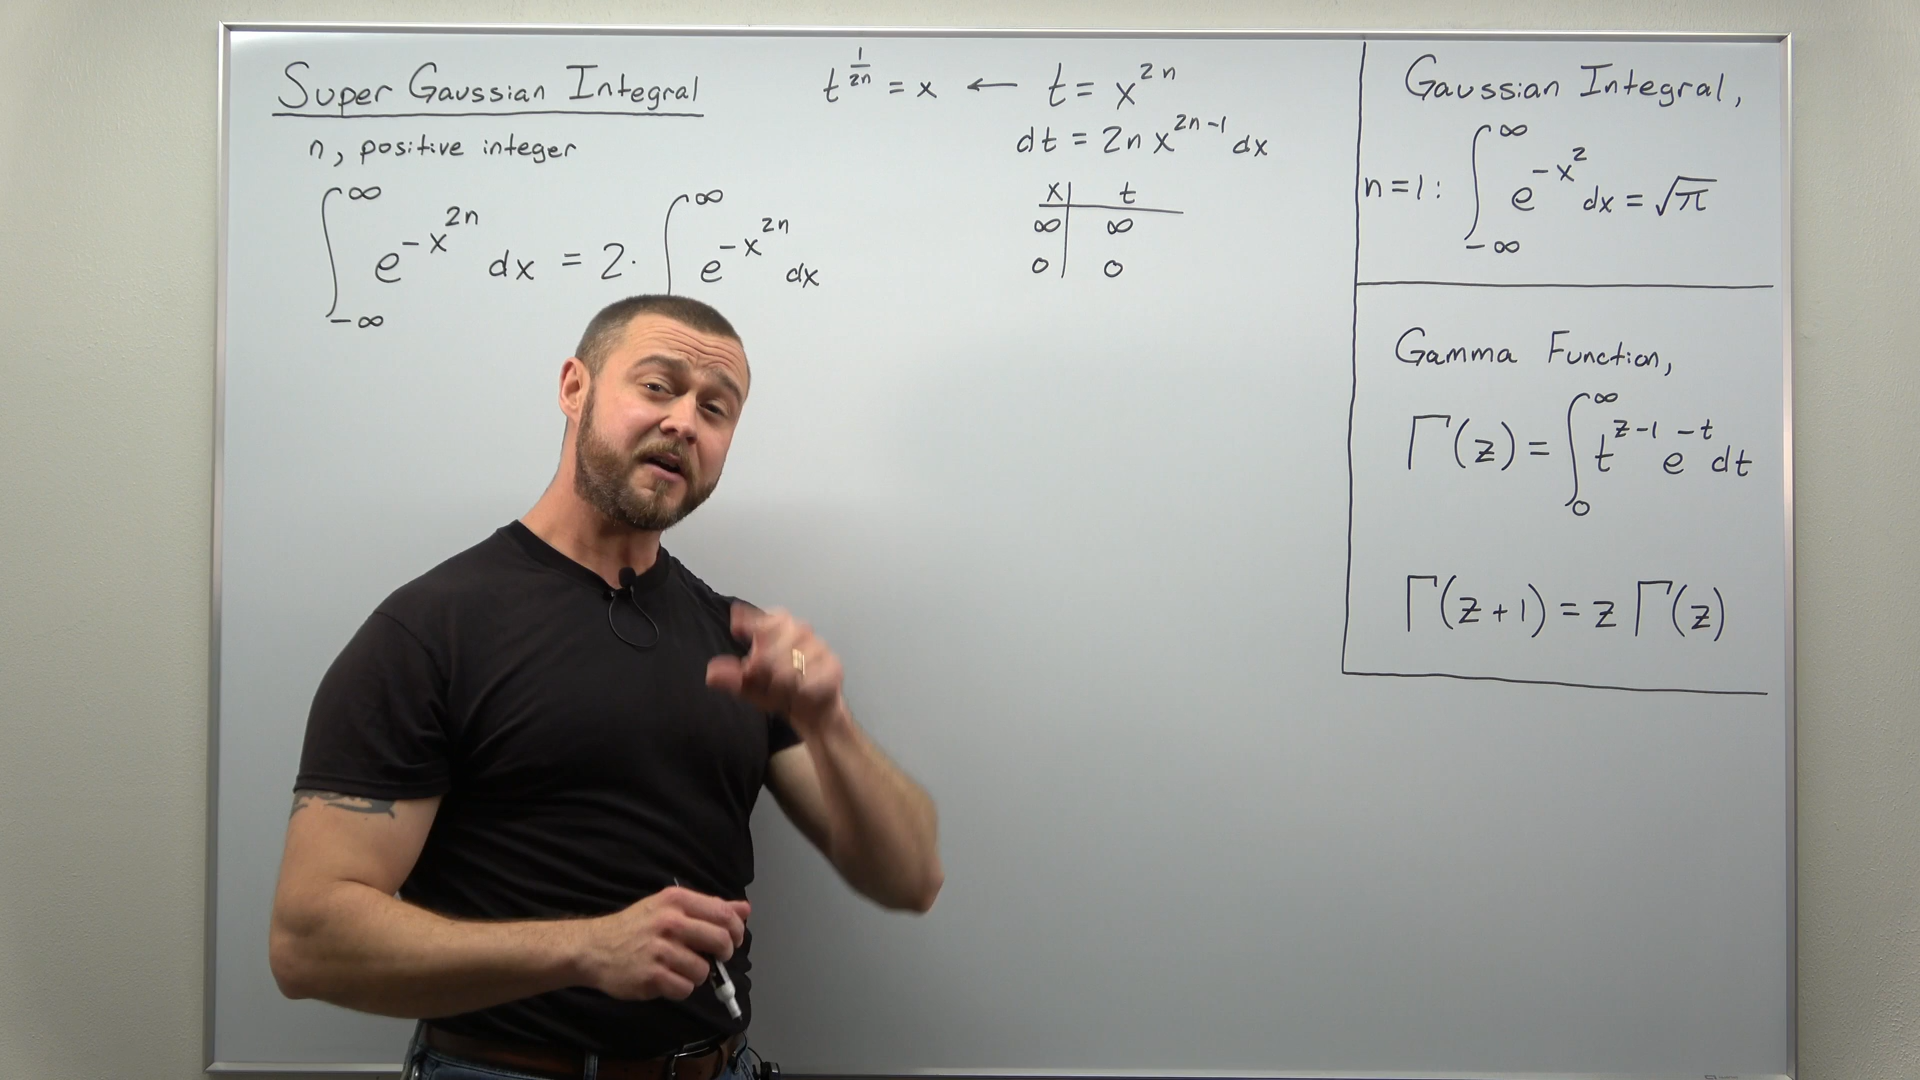 Super Gaussian Integral
n, positive integer
∫_{-∞}^{∞} e^{-x^{2n}} dx = 2 · ∫^{∞} e^{-x^{2n}} dx
t^{1/2n} = x ← t = x^{2n}
dt = 2n x^{2n-1} dx
x | t
∞ | ∞
0 | 0
Gaussian Integral,
n=1: ∫_{-∞}^{∞} e^{-x^2} dx = √π
Gamma Function,
Γ(z) = ∫_0^∞ t^{z-1} e^{-t} dt
Γ(z+1) = z Γ(z)